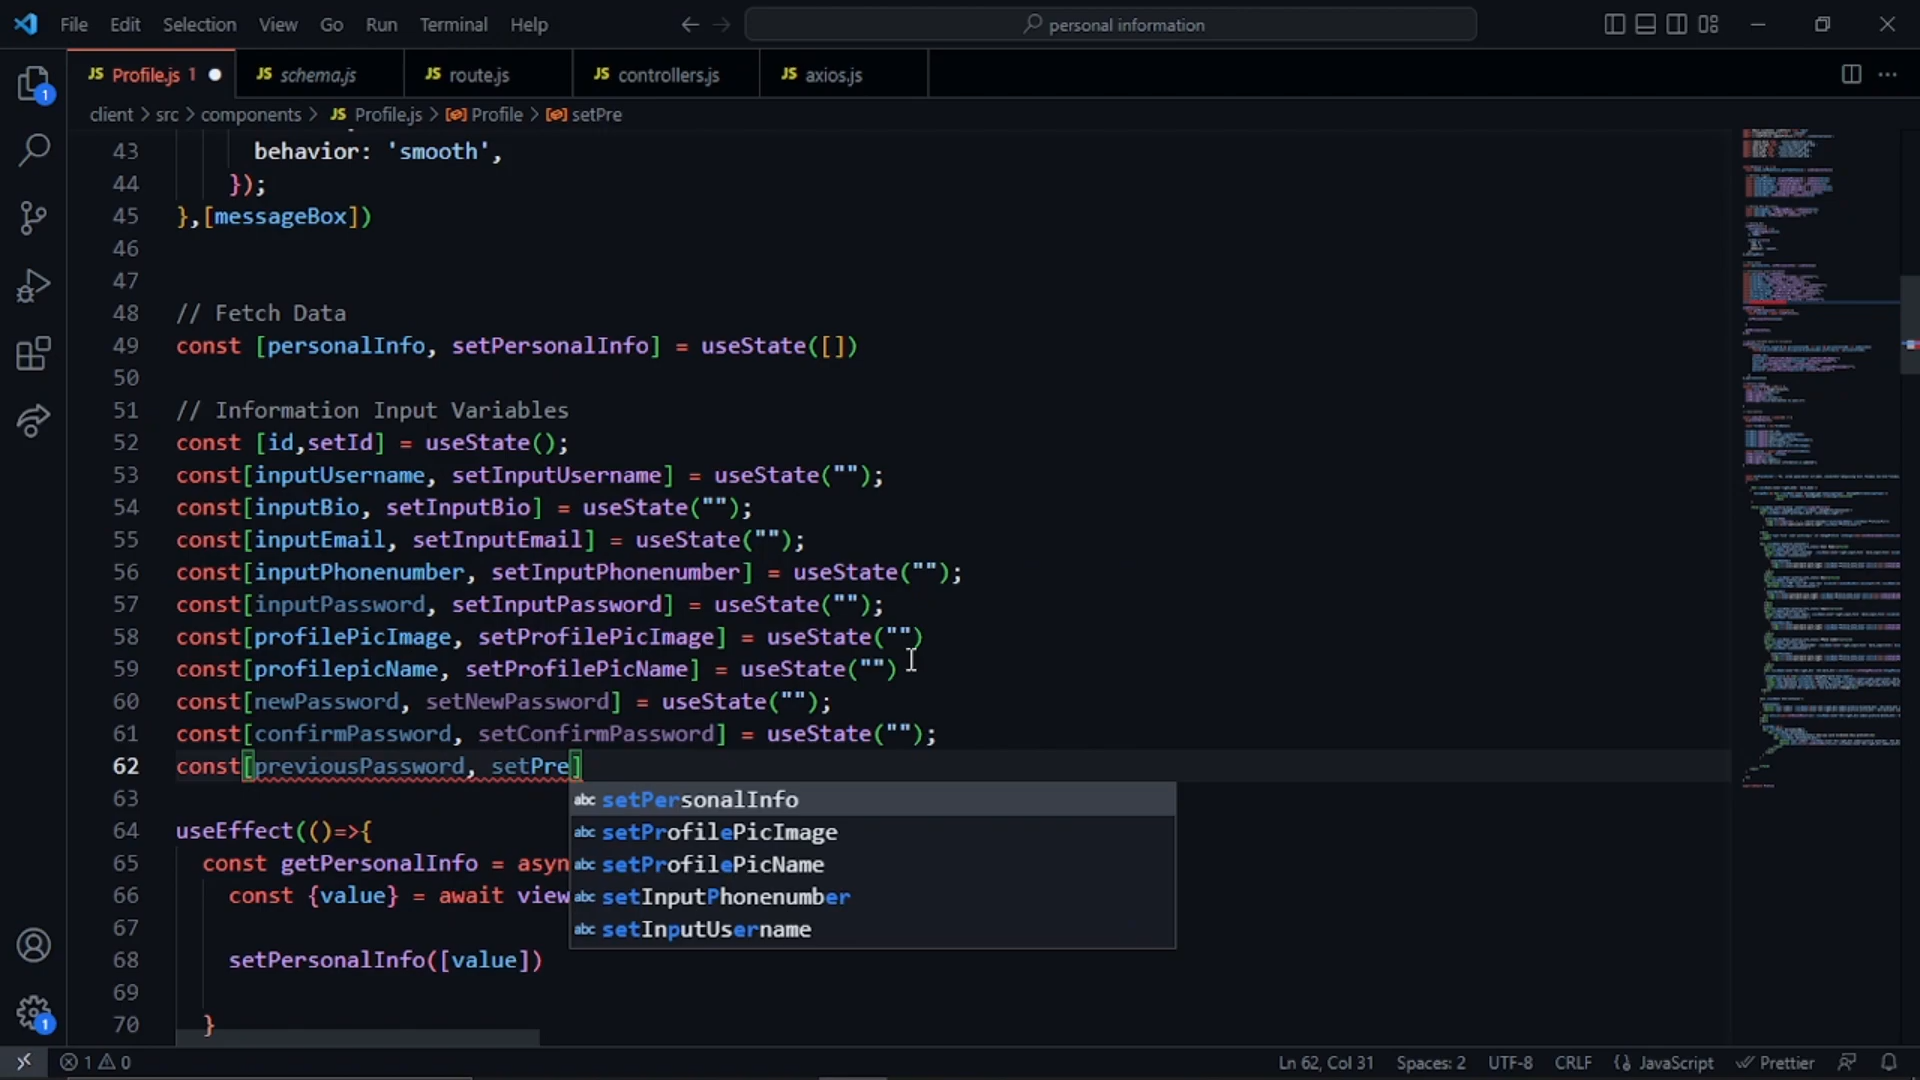 File Edit Selection View Go Run Terminal Help personal information
JS Profile.js 1 JS schema.js JS route.js JS controllers.js JS axios.js
client > src > components > JS Profile.js > Profile > setPre
43 behavior: 'smooth',
44 });
45 },[messageBox])
46
47
48 // Fetch Data
49 const [personalInfo, setPersonalInfo] = useState([])
50
51 // Information Input Variables
52 const [id,setId] = useState();
53 const[inputUsername, setInputUsername] = useState("");
54 const[inputBio, setInputBio] = useState("");
55 const[inputEmail, setInputEmail] = useState("");
56 const[inputPhonenumber, setInputPhonenumber] = useState("");
57 const[inputPassword, setInputPassword] = useState("");
58 const[profilePicImage, setProfilePicImage] = useState("")
59 const[profilepicName, setProfilePicName] = useState("")
60 const[newPassword, setNewPassword] = useState("");
61 const[confirmPassword, setConfirmPassword] = useState("");
62 const[previousPassword, setPre]
63 abc setPersonalInfo
64 useEffect(()=>{ abc setProfilePicImage
65 const getPersonalInfo = asyn abc setProfilePicName
66 const {value} = await view abc setInputPhonenumber
67 abc setInputUsername
68 setPersonalInfo([value])
69
70 }
1 0 Ln 62, Col 31 Spaces: 2 UTF-8 CRLF {} JavaScript Prettier